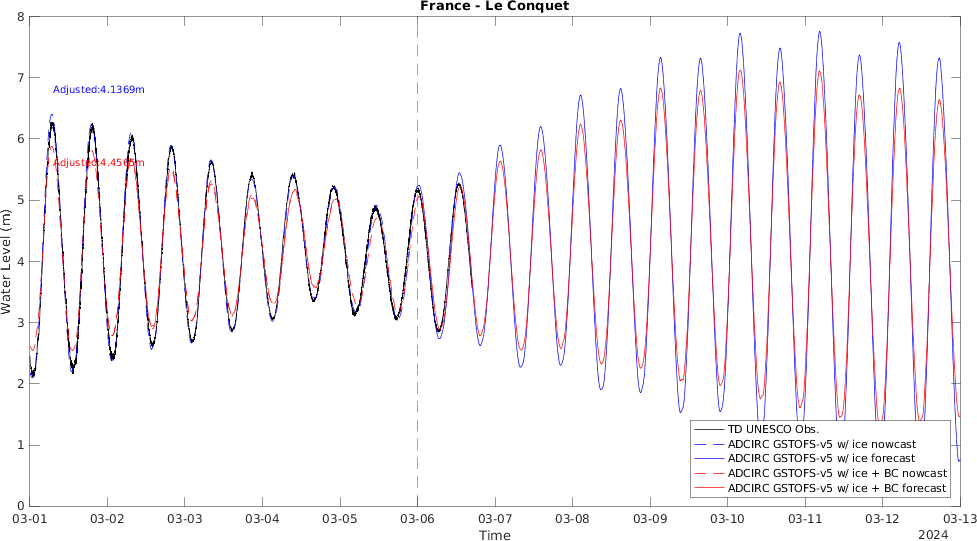 France - Le Conquet
8
7
6
5
4
3
2
1
0
Water Level (m)
Adjusted:4.1369m
Adjusted:4.4565m
TD UNESCO Obs.
ADCIRC GSTOFS-v5 w/ ice nowcast
ADCIRC GSTOFS-v5 w/ ice forecast
ADCIRC GSTOFS-v5 w/ ice + BC nowcast
ADCIRC GSTOFS-v5 w/ ice + BC forecast
03-01 03-02 03-03 03-04 03-05 03-06 03-07 03-08 03-09 03-10 03-11 03-12 03-13
Time
2024